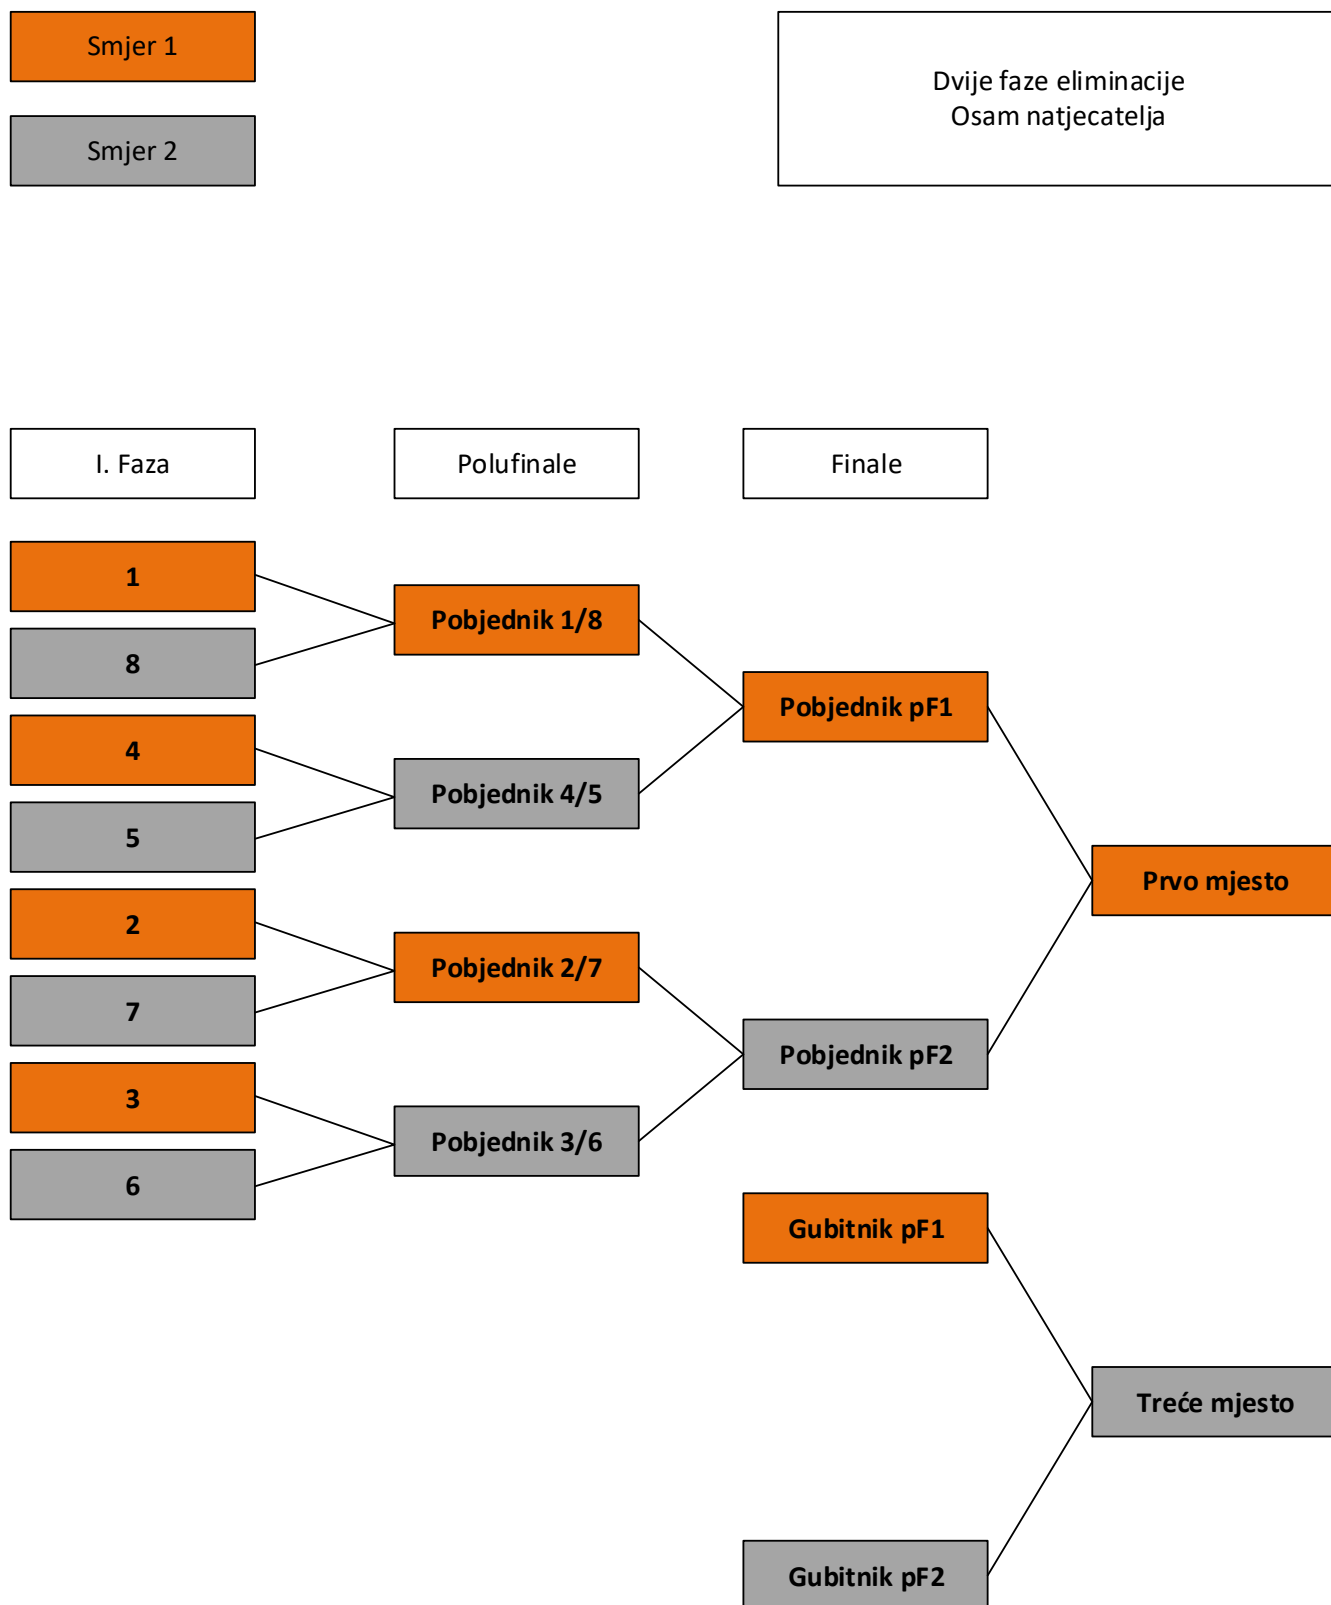 Smjer 1
Smjer 2
Dvije faze eliminacije
Osam natjecatelja
I. Faza
Polufinale
Finale
1
8
4
5
2
7
3
6
Pobjednik 1/8
Pobjednik 4/5
Pobjednik 2/7
Pobjednik 3/6
Pobjednik pF1
Pobjednik pF2
Gubitnik pF1
Gubitnik pF2
Prvo mjesto
Treće mjesto